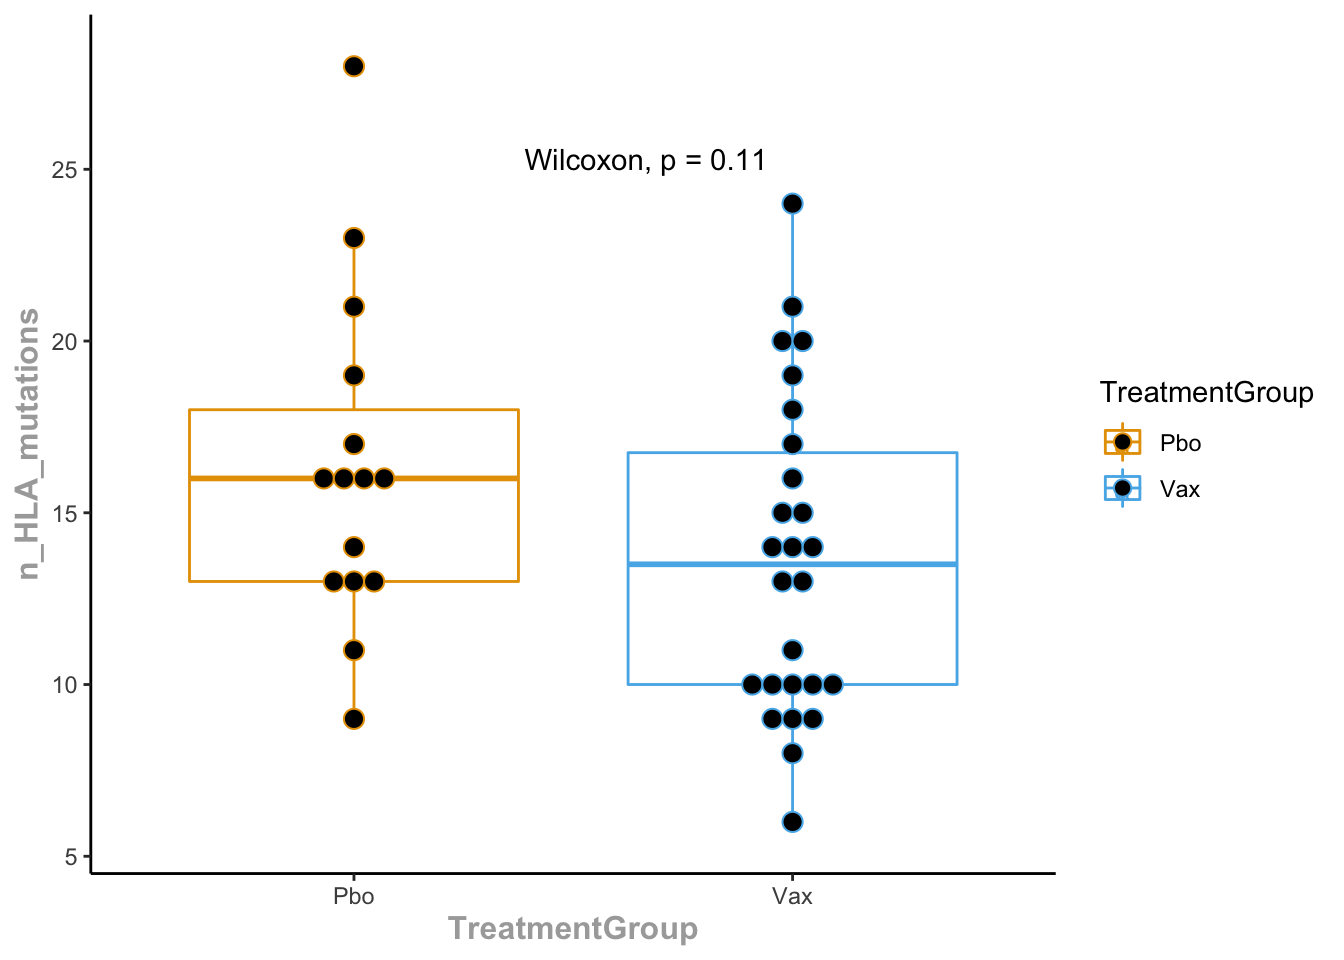 Wilcoxon, p = 0.11
n_HLA_mutations
25
20
15
10
5
Pbo
Vax
TreatmentGroup
TreatmentGroup
Pbo
Vax